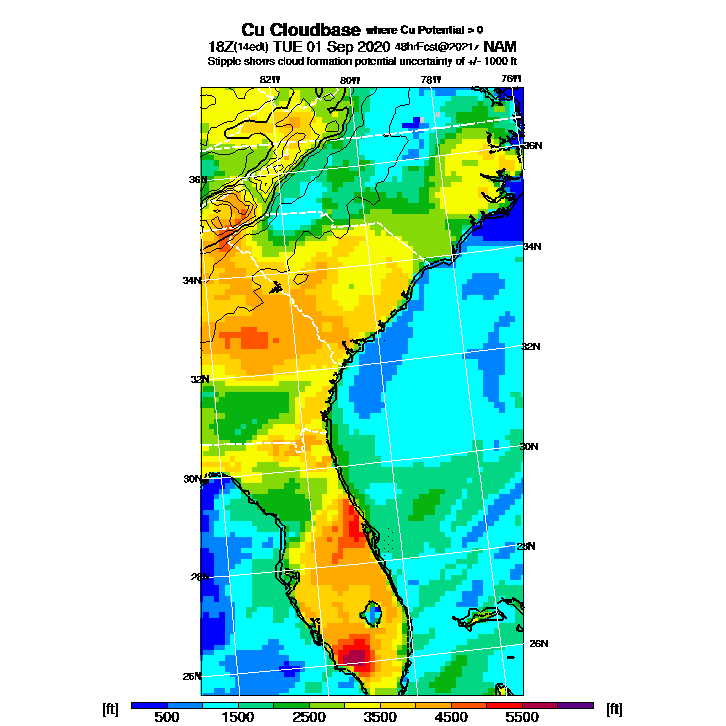 Cu Cloudbase where Cu Potential > 0
18Z(14edt) TUE 01 Sep 2020 48hrFcst@2021z NAM
Stipple shows cloud formation potential uncertainty of +/- 1000 ft
82W 80W 78W 76W
36N
36N
34N
34N
32N
32N
30N
30N
28N
28N
26N
26N
[ft] 500 1500 2500 3500 4500 5500 [ft]